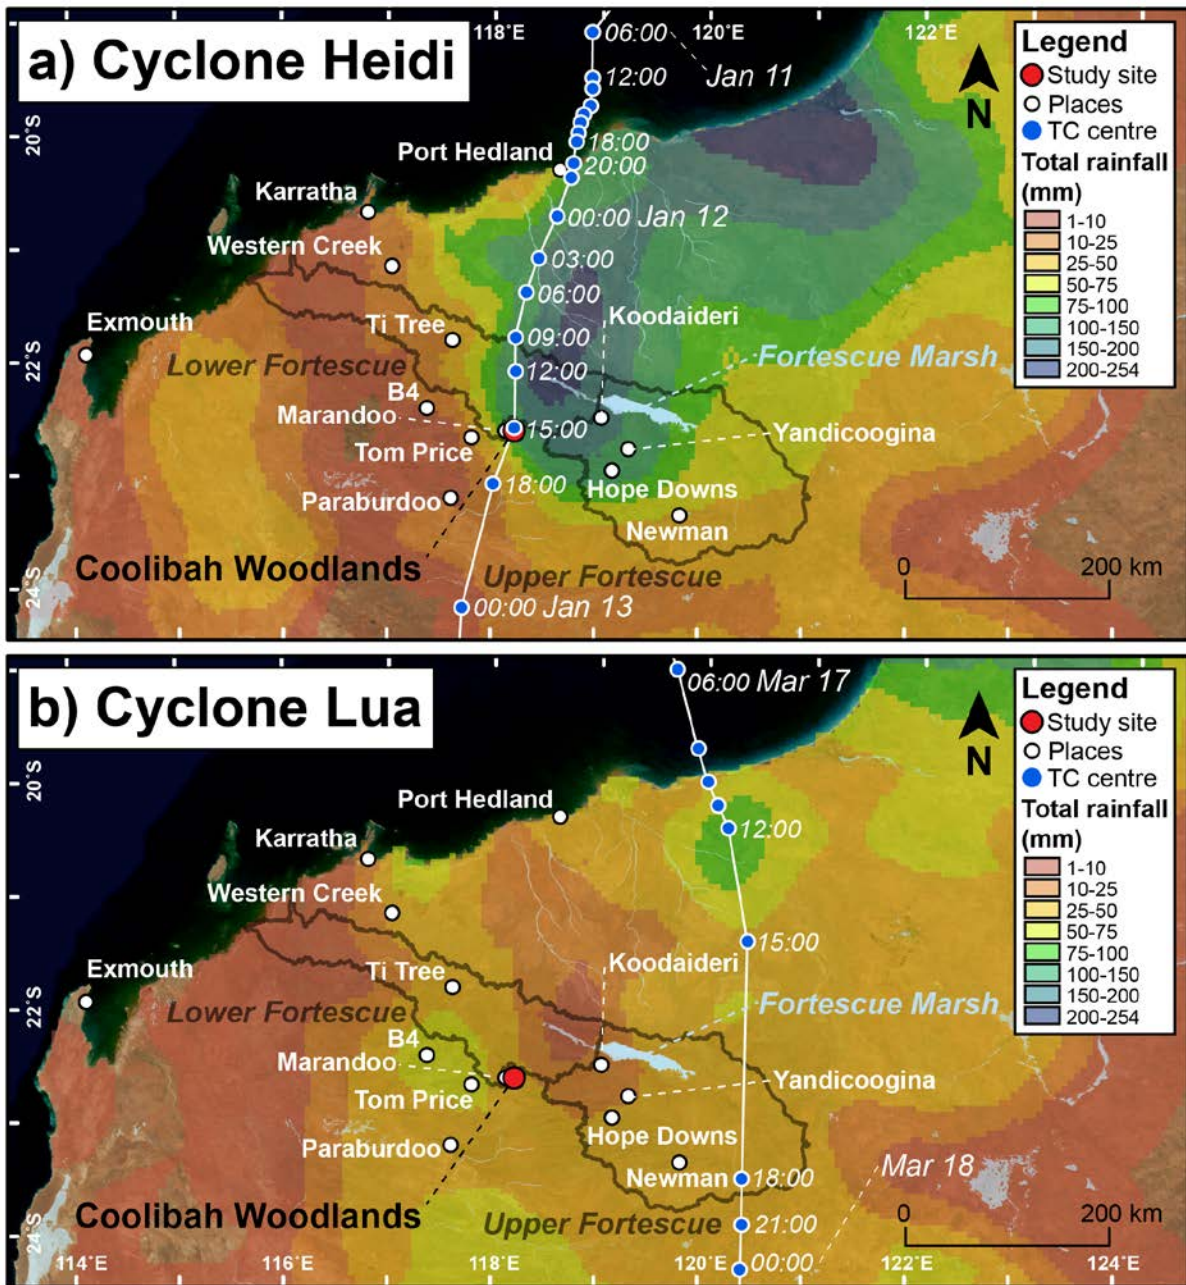 118°E
120°E
122°E
a) Cyclone Heidi
06:00
Jan 11
12:00
N
Legend
Study site
Places
TC centre
Total rainfall
(mm)
1-10
10-25
25-50
50-75
75-100
100-150
150-200
200-254
20°S
18:00
Port Hedland
20:00
Karratha
00:00 Jan 12
Western Creek
03:00
06:00
Koodaideri
Exmouth
Ti Tree
09:00
22°S
Lower Fortescue
Fortescue Marsh
12:00
B4
Marandoo
15:00
Yandicoogina
Tom Price
18:00
Hope Downs
Paraburdoo
Newman
Coolibah Woodlands
Upper Fortescue
0
200 km
24°S
00:00 Jan 13
b) Cyclone Lua
06:00 Mar 17
N
Legend
Study site
Places
TC centre
Total rainfall
(mm)
1-10
10-25
25-50
50-75
75-100
100-150
150-200
200-254
20°S
Port Hedland
12:00
Karratha
Western Creek
15:00
Koodaideri
Exmouth
Ti Tree
22°S
Lower Fortescue
Fortescue Marsh
B4
Marandoo
Yandicoogina
Tom Price
Hope Downs
Paraburdoo
Newman
18:00
Mar 18
Coolibah Woodlands
Upper Fortescue
21:00
0
200 km
24°S
00:00
114°E
116°E
118°E
120°E
122°E
124°E